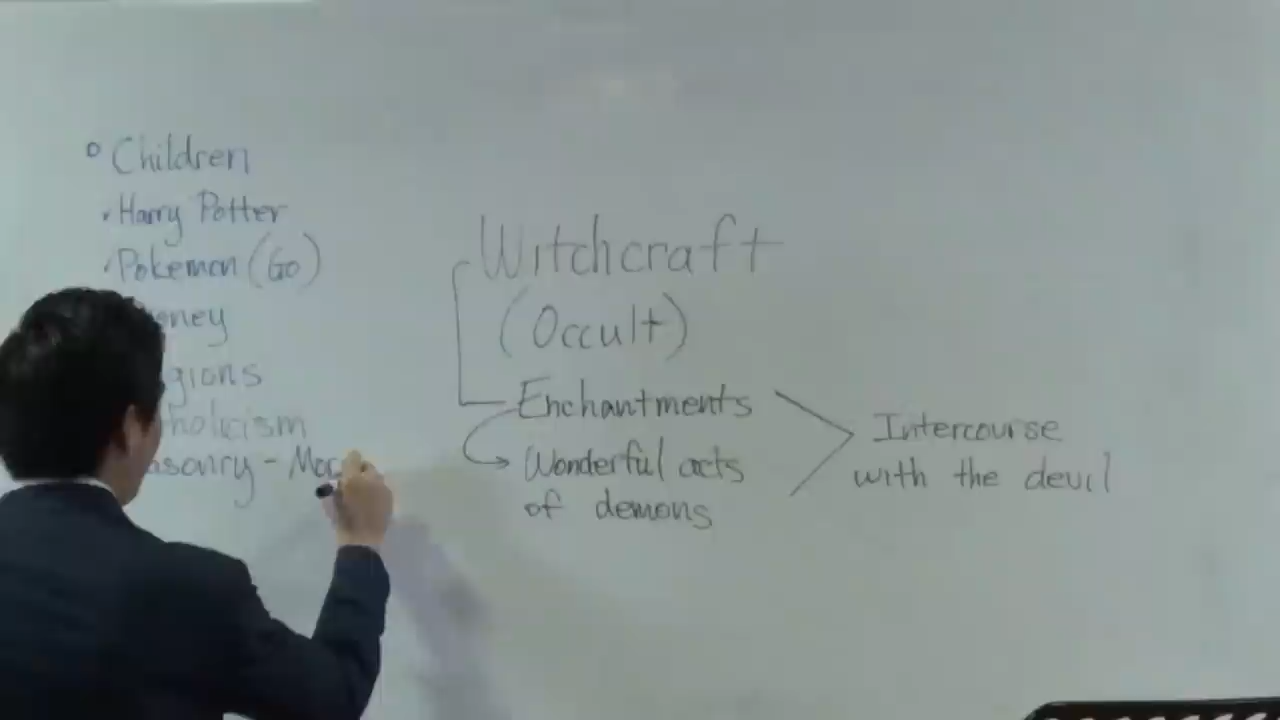 Children
Harry Potter
Pokemon (Go)
Witchcraft
(Occult)
Enchantments
Wonderful acts
of demons
Intercourse
with the devil